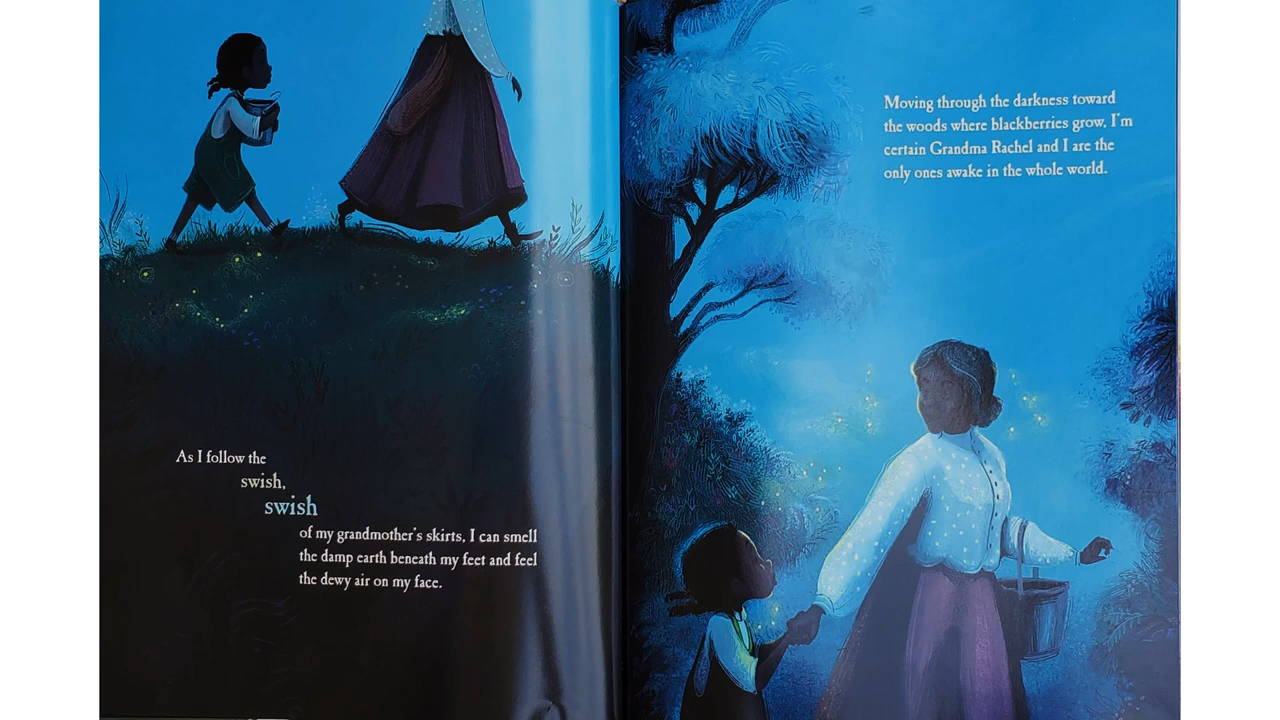 As I follow the
swish,
swish
of my grandmother's skirts, I can smell
the damp earth beneath my feet and feel
the dewy air on my face.
Moving through the darkness toward
the woods where blackberries grow, I'm
certain Grandma Rachel and I are the
only ones awake in the whole world.